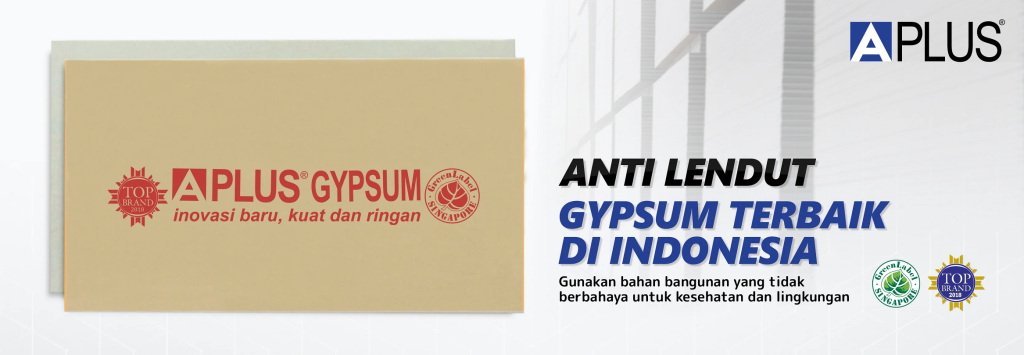 TOP
BRAND
2018
APLUS® GYPSUM
inovasi baru, kuat dan ringan
GreenLabel
SINGAPORE
APLUS®
ANTI LENDUT
GYPSUM TERBAIK
DI INDONESIA
Gunakan bahan bangunan yang tidak
berbahaya untuk kesehatan dan lingkungan
GreenLabel
SINGAPORE
TOP
BRAND
2018